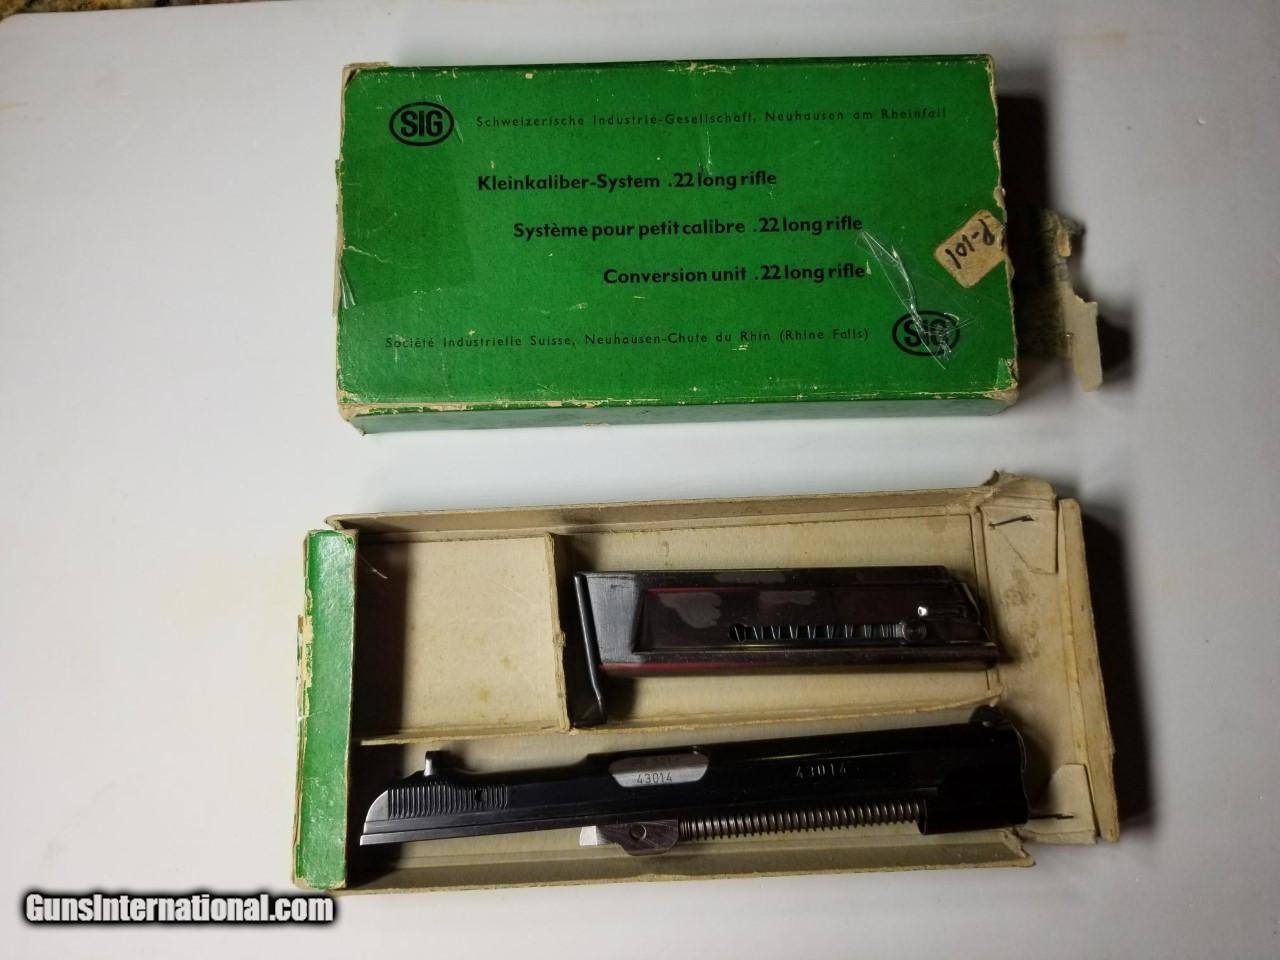 SIG Schweizerische Industrie-Gesellschaft, Neuhausen am Rheinfall
Kleinkaliber-System .22 long rifle
Système pour petit calibre .22 long rifle
P-101
Conversion unit .22 long rifle
Société Industrielle Suisse, Neuhausen-Chute du Rhin (Rhine Falls) SIG
43014
43014
GunsInternational.com